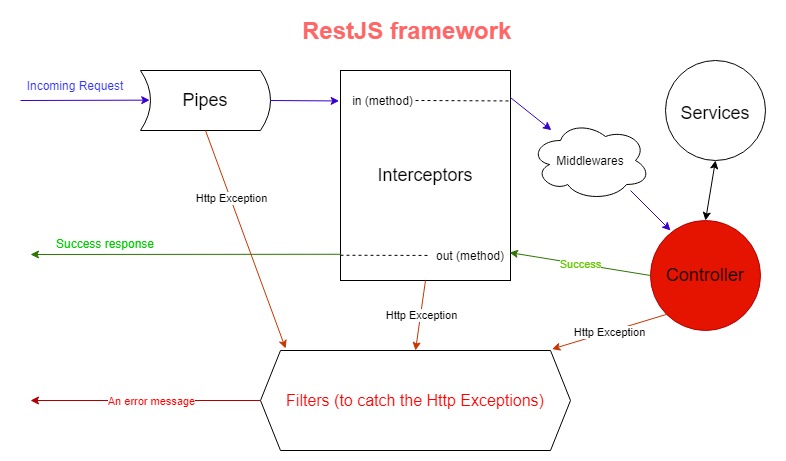 RestJS framework
Incoming Request
Pipes
in (method)
Services
Middlewares
Interceptors
Http Exception
Success response
out (method)
Success
Controller
Http Exception
Http Exception
Filters (to catch the Http Exceptions)
An error message